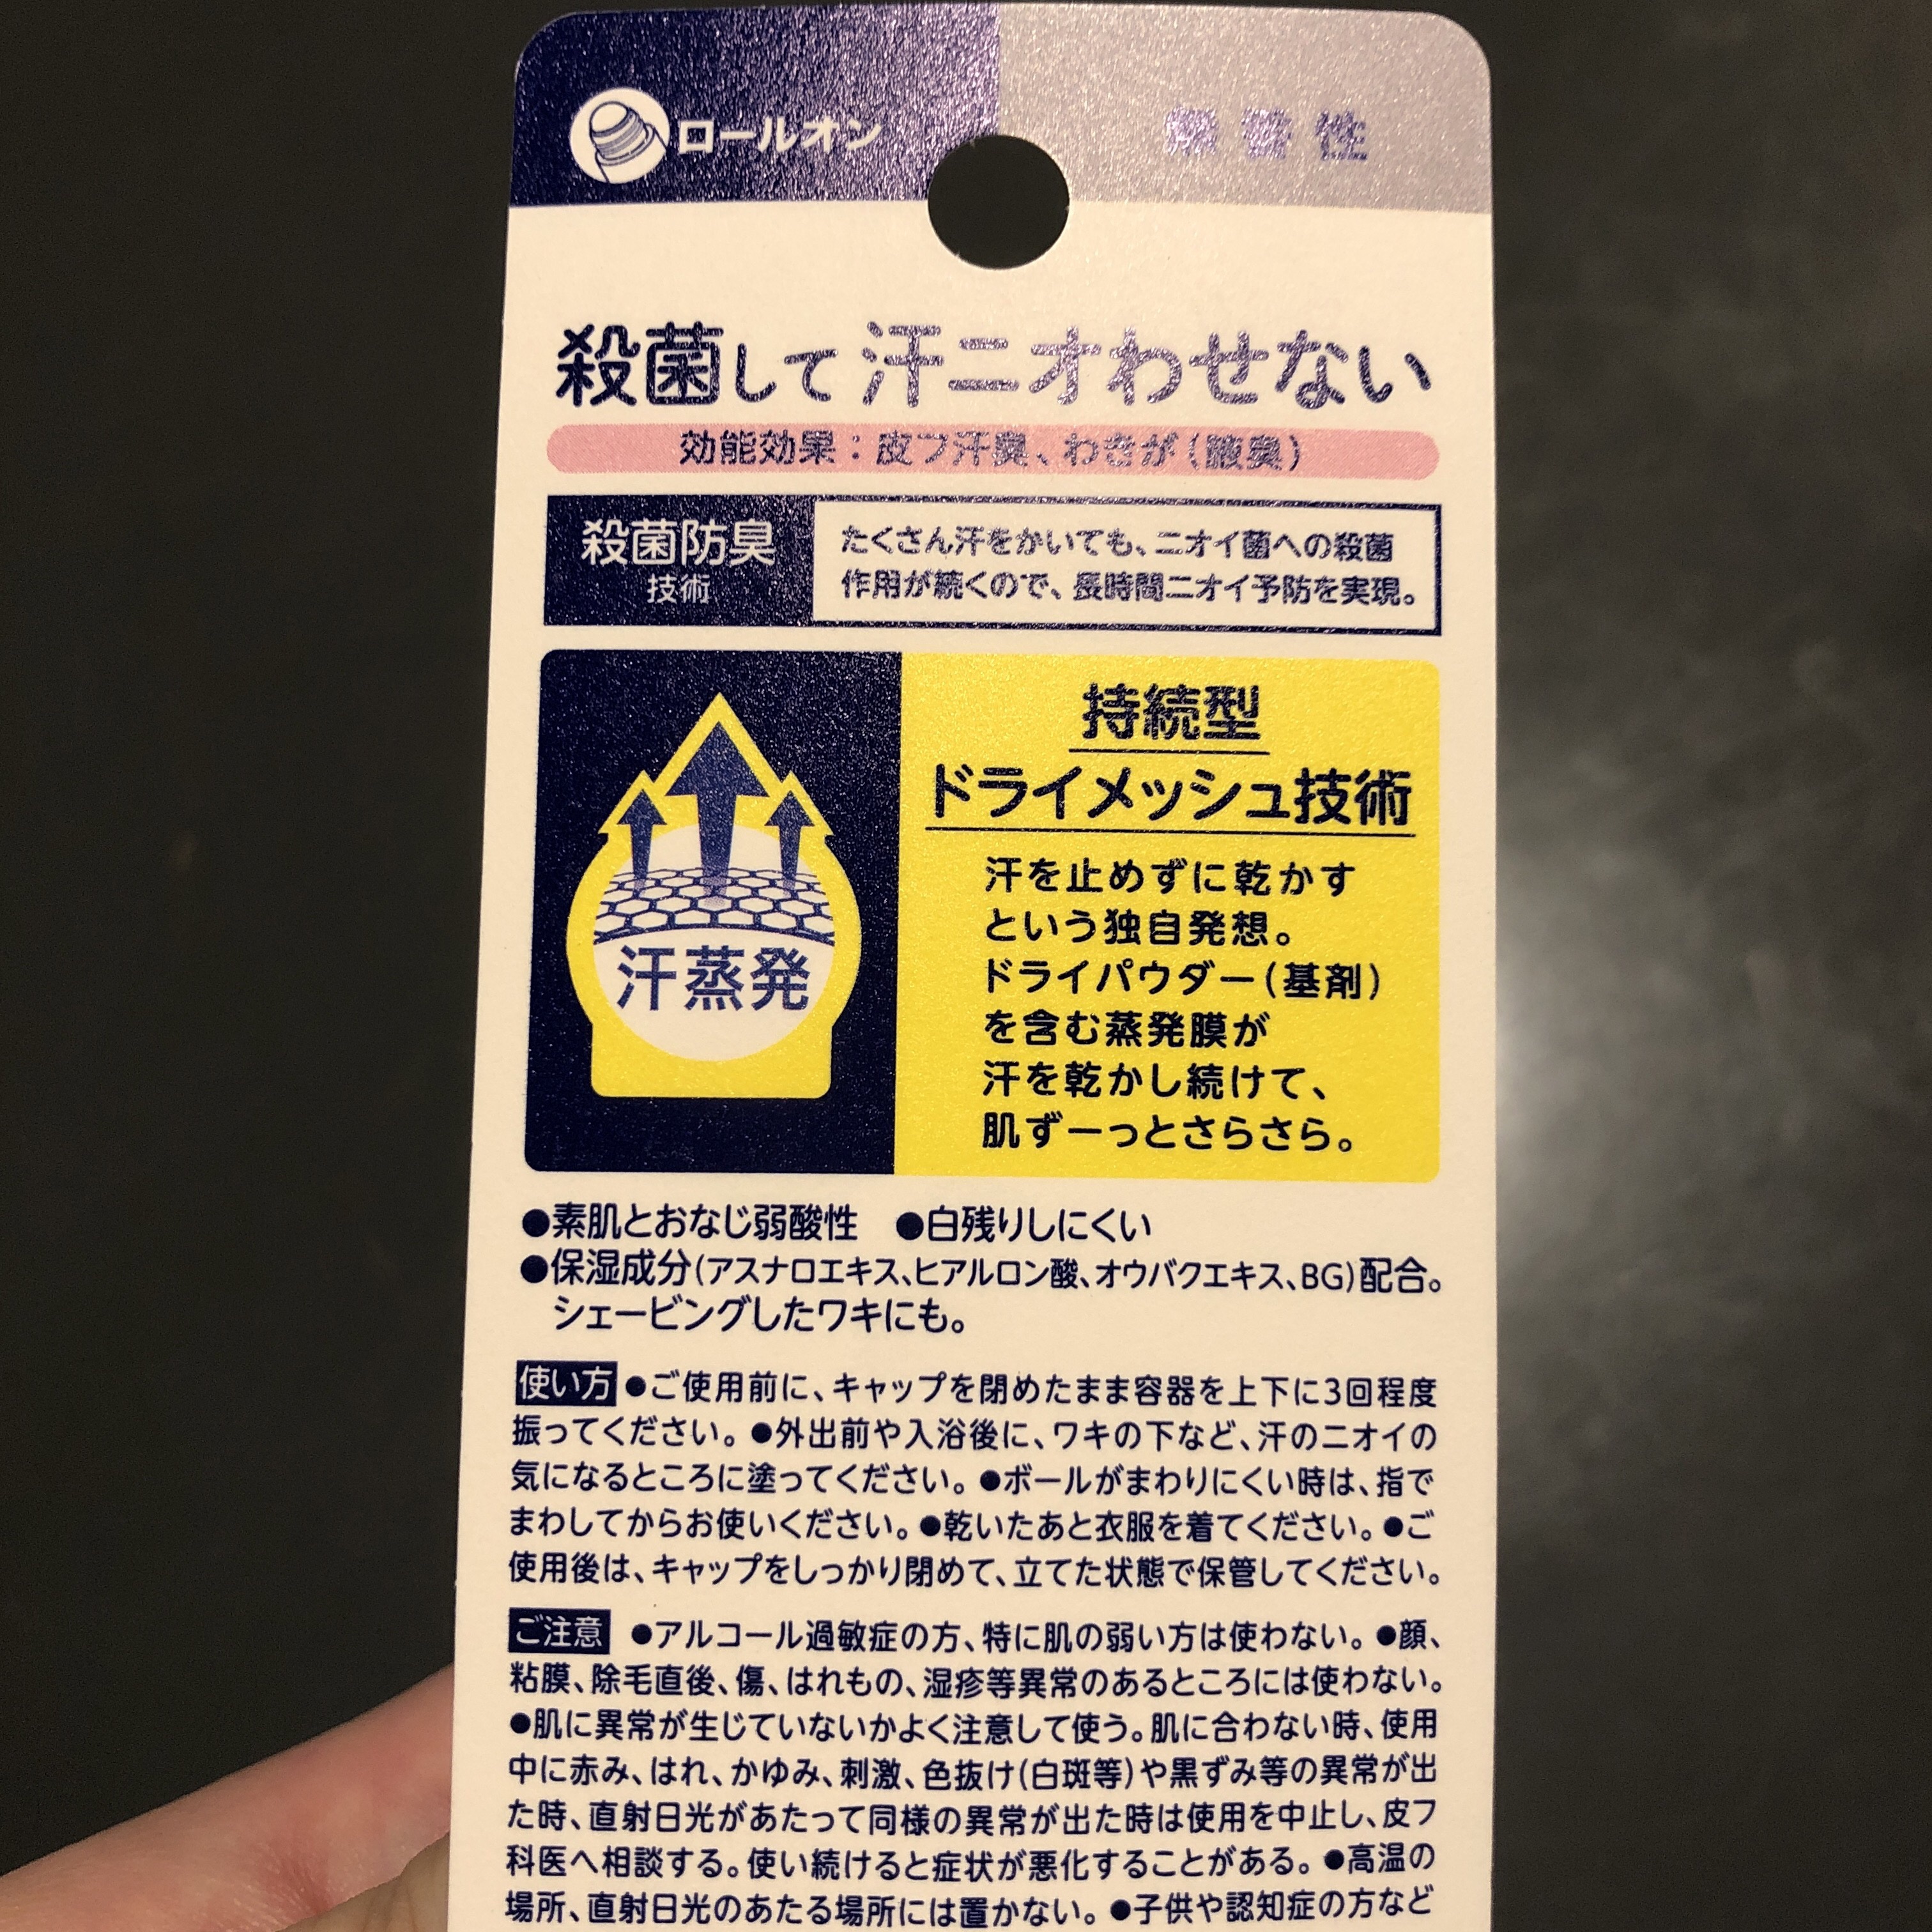 ロールオン
無香性
殺菌して汗ニオわせない
効能効果：皮フ汗臭、わきが（腋臭）
殺菌防臭
技術
たくさん汗をかいても、ニオイ菌への殺菌
作用が続くので、長時間ニオイ予防を実現。
汗蒸発
持続型
ドライメッシュ技術
汗を止めずに乾かす
という独自発想。
ドライパウダー（基剤）
を含む蒸発膜が
汗を乾かし続けて、
肌ずーっとさらさら。
●素肌とおなじ弱酸性 ●白残りしにくい
●保湿成分（アスナロエキス、ヒアルロン酸、オウバクエキス、BG）配合。
シェービングしたワキにも。
使い方 ●ご使用前に、キャップを閉めたまま容器を上下に3回程度
振ってください。●外出前や入浴後に、ワキの下など、汗のニオイの
気になるところに塗ってください。●ボールがまわりにくい時は、指で
まわしてからお使いください。●乾いたあと衣服を着てください。●ご
使用後は、キャップをしっかり閉めて、立てた状態で保管してください。
ご注意 ●アルコール過敏症の方、特に肌の弱い方は使わない。●顔、
粘膜、除毛直後、傷、はれもの、湿疹等異常のあるところには使わない。
●肌に異常が生じていないかよく注意して使う。肌に合わない時、使用
中に赤み、はれ、かゆみ、刺激、色抜け（白斑等）や黒ずみ等の異常が出
た時、直射日光があたって同様の異常が出た時は使用を中止し、皮フ
科医へ相談する。使い続けると症状が悪化することがある。●高温の
場所、直射日光のあたる場所には置かない。●子供や認知症の方など